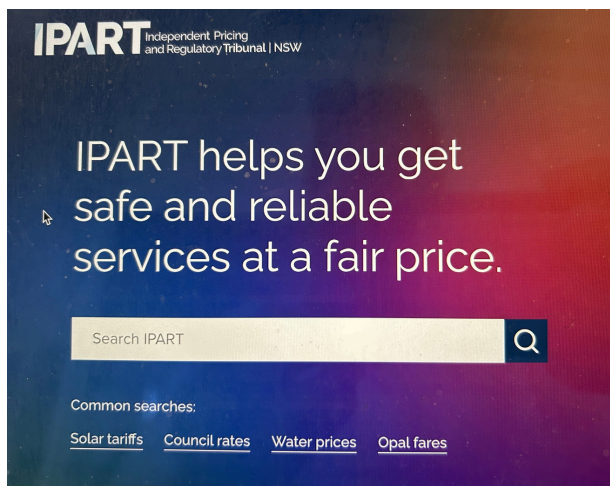 IPART Independent Pricing
and Regulatory Tribunal | NSW
IPART helps you get
safe and reliable
services at a fair price.
Search IPART
Common searches:
Solar tariffs Council rates Water prices Opal fares